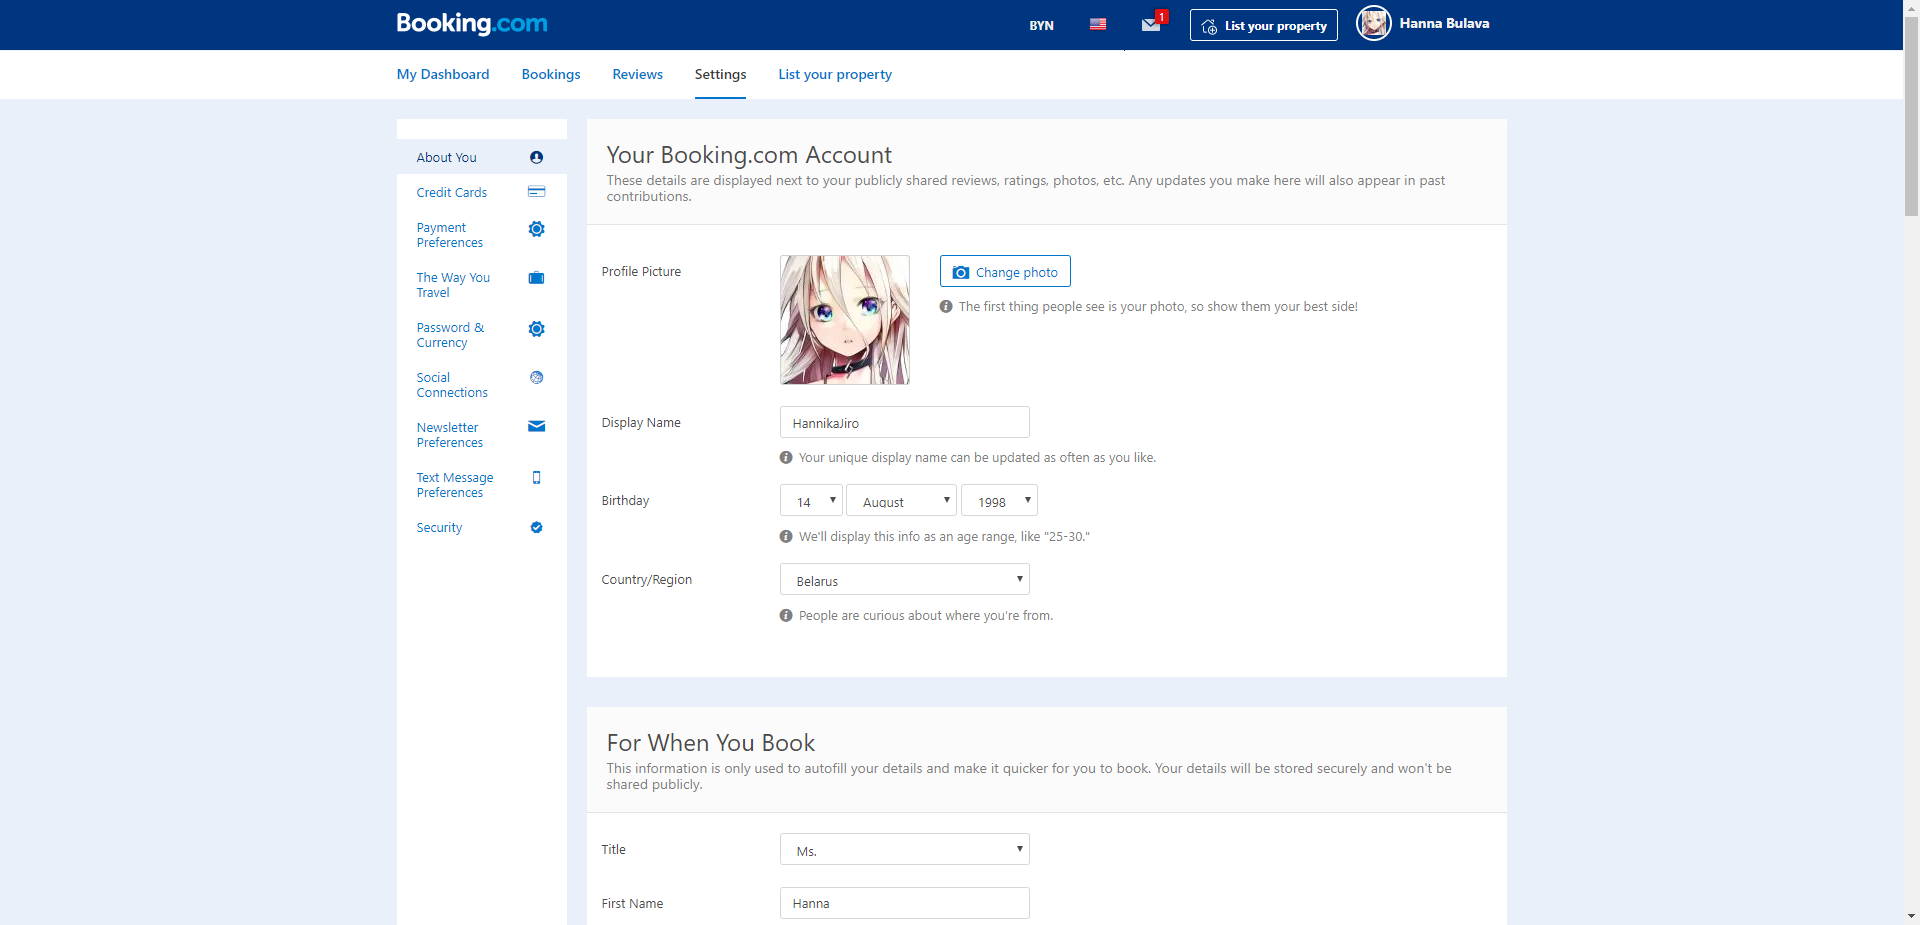 Booking.com
BYN
1
List your property
Hanna Bulava
My Dashboard
Bookings
Reviews
Settings
List your property
About You
Credit Cards
Payment
Preferences
The Way You
Travel
Password &
Currency
Social
Connections
Newsletter
Preferences
Text Message
Preferences
Security
Your Booking.com Account
These details are displayed next to your publicly shared reviews, ratings, photos, etc. Any updates you make here will also appear in past
contributions.
Profile Picture
Change photo
The first thing people see is your photo, so show them your best side!
Display Name
HannikaJiro
Your unique display name can be updated as often as you like.
Birthday
14
August
1998
We'll display this info as an age range, like "25-30."
Country/Region
Belarus
People are curious about where you're from.
For When You Book
This information is only used to autofill your details and make it quicker for you to book. Your details will be stored securely and won't be
shared publicly.
Title
Ms.
First Name
Hanna